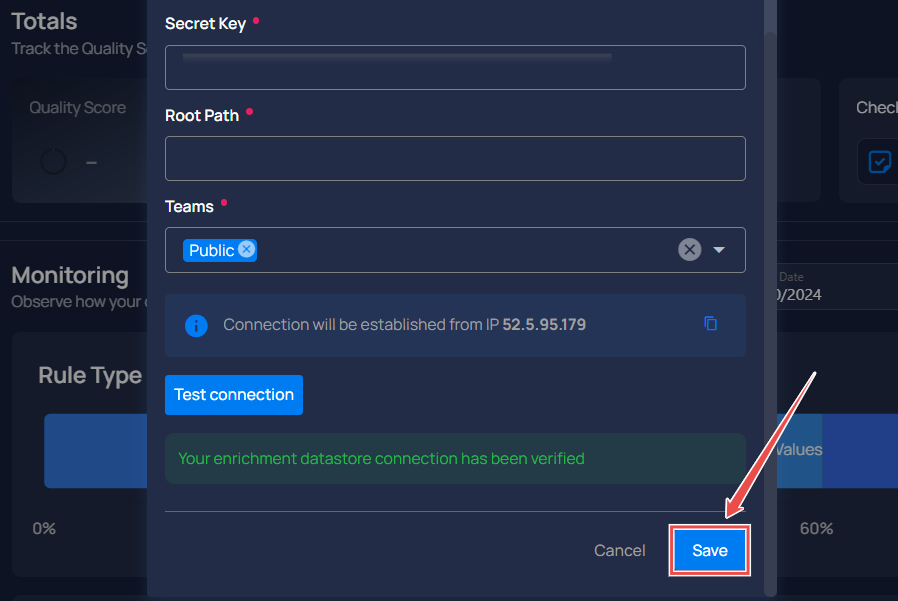 Totals
Track the Quality S
Quality Score
–
Check
Secret Key *
Root Path *
Teams *
Public
Connection will be established from IP 52.5.95.179
Test connection
Your enrichment datastore connection has been verified
Cancel
Save
Monitoring
Observe how your
Date
0/2024
Rule Type
Values
0%
60%